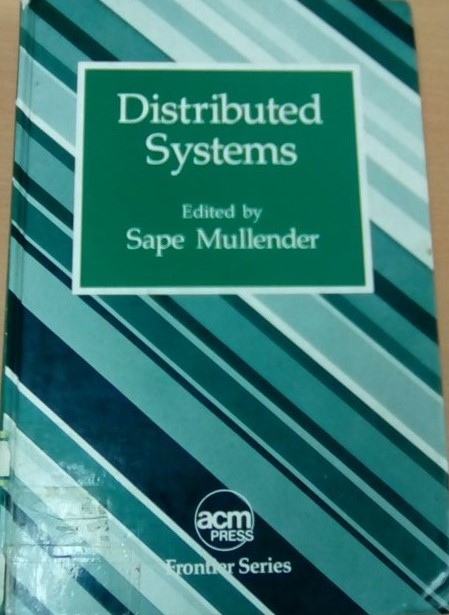 Distributed
Systems
Edited by
Sape Mullender
acm
PRESS
Frontier Series